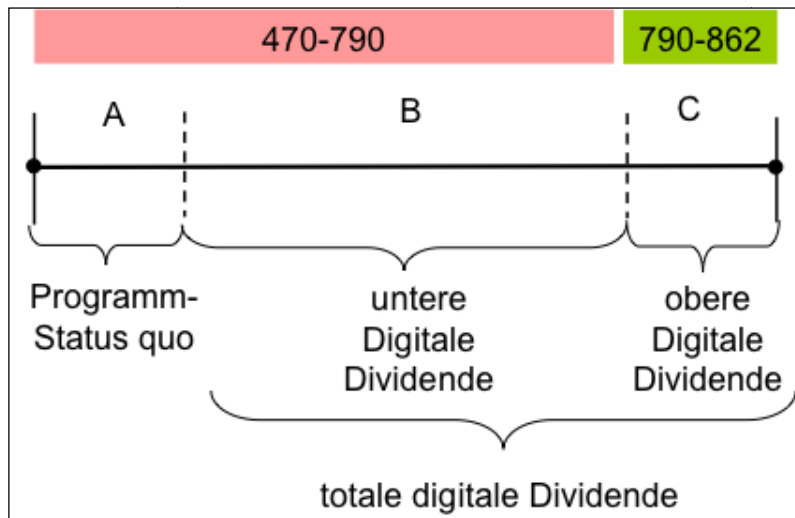 470-790
790-862
A
B
C
Programm-
Status quo
untere
Digitale
Dividende
obere
Digitale
Dividende
totale digitale Dividende